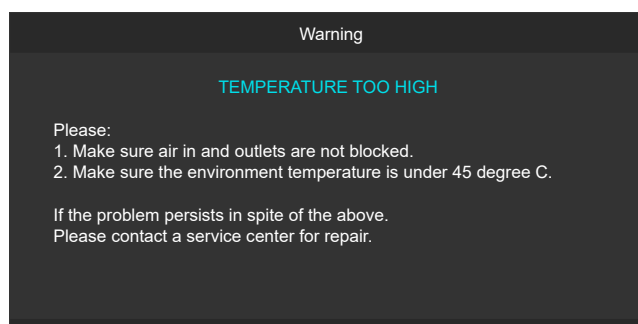 Warning
TEMPERATURE TOO HIGH
Please:
1. Make sure air in and outlets are not blocked.
2. Make sure the environment temperature is under 45 degree C.
If the problem persists in spite of the above.
Please contact a service center for repair.